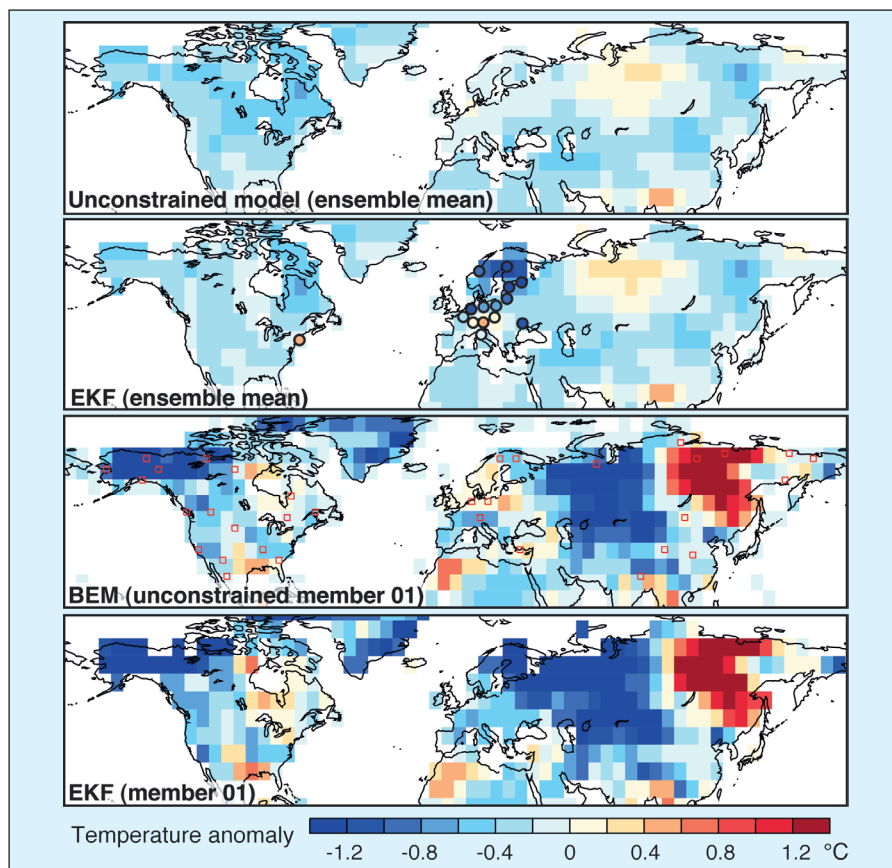 Unconstrained model (ensemble mean)
EKF
(ensemble mean)
BEM (unconstrained member 01)
EKF (member 01)
Temperature anomaly
-1.2 -0.8 -0.4 0 0.4 0.8 1.2 °C